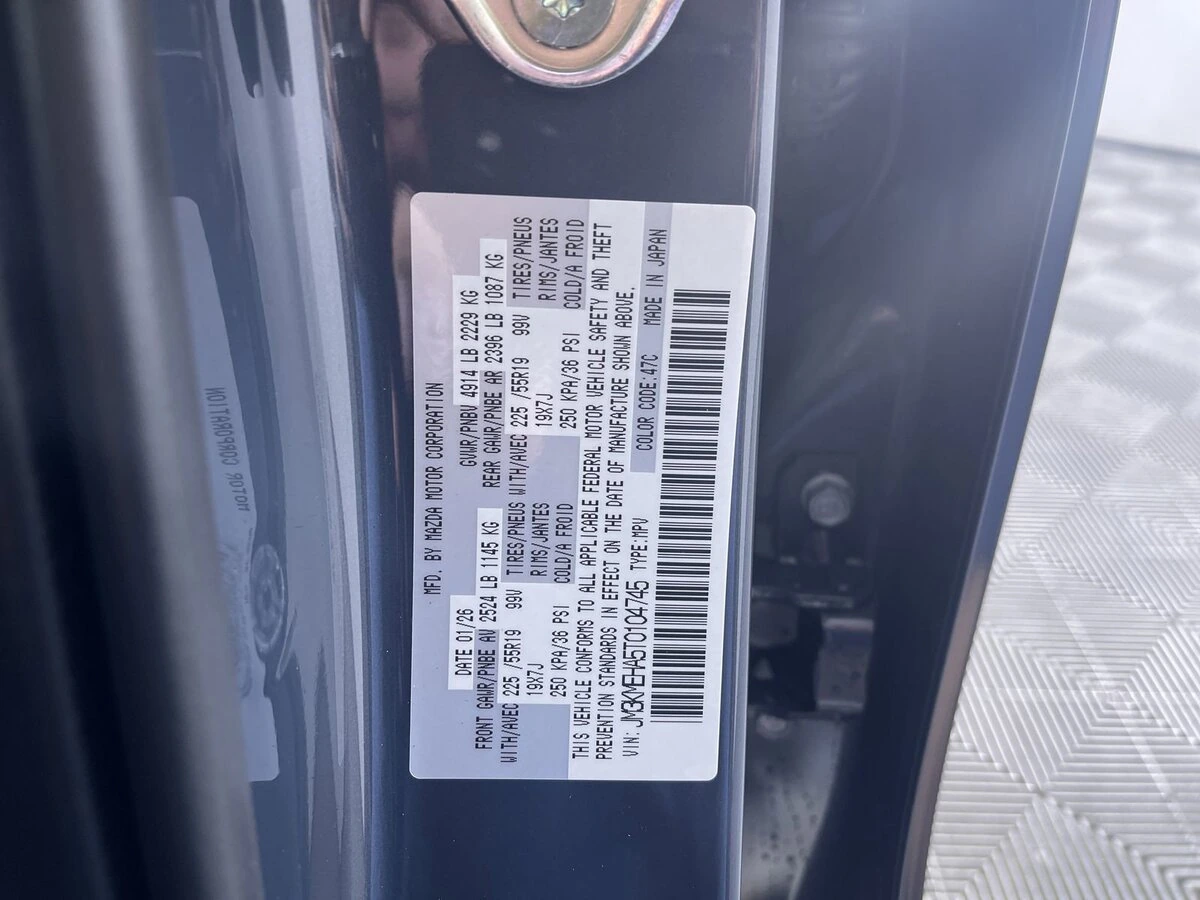 MFD. BY MAZDA MOTOR CORPORATION
DATE 01/26 GVWR/PNBV 4914 LB 2229 KG
FRONT GAWR/PNBE AV 2524 LB 1145 KG REAR GAWR/PNBE AR 2396 LB 1087 KG
WITH/AVEC 225 /55R19 99V TIRES/PNEUS WITH/AVEC 225 /55R19 99V TIRES/PNEUS
19X7J RIMS/JANTES 19X7J RIMS/JANTES
250 KPA/36 PSI COLD/A FROID 250 KPA/36 PSI COLD/A FROID
THIS VEHICLE CONFORMS TO ALL APPLICABLE FEDERAL MOTOR VEHICLE SAFETY AND THEFT
PREVENTION STANDARDS IN EFFECT ON THE DATE OF MANUFACTURE SHOWN ABOVE.
VIN: JM3KMEHA5T0104745 TYPE:MPV COLOR CODE:47C MADE IN JAPAN
MOTOR CORPORATION